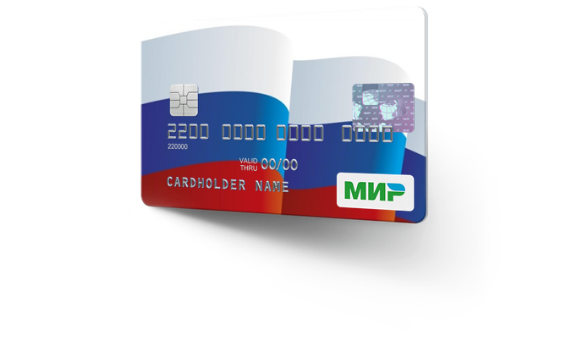 2200 0000 0000 0000
220000
VALID THRU 00/00
CARDHOLDER NAME
МИР